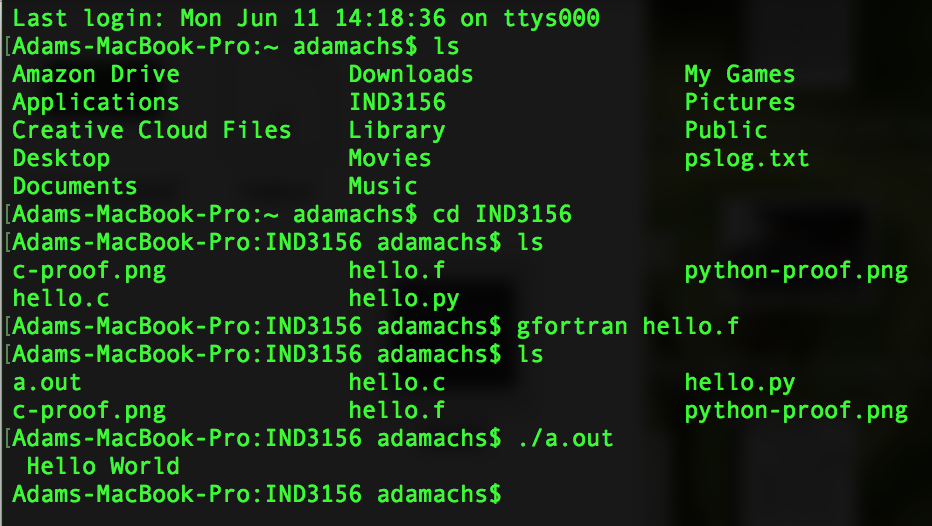 Last login: Mon Jun 11 14:18:36 on ttys000
[Adams-MacBook-Pro:~ adamachs$ ls
Amazon Drive            Downloads               My Games
Applications            IND3156                 Pictures
Creative Cloud Files    Library                 Public
Desktop                 Movies                  pslog.txt
Documents               Music
[Adams-MacBook-Pro:~ adamachs$ cd IND3156
[Adams-MacBook-Pro:IND3156 adamachs$ ls
c-proof.png             hello.f                 python-proof.png
hello.c                 hello.py
[Adams-MacBook-Pro:IND3156 adamachs$ gfortran hello.f
[Adams-MacBook-Pro:IND3156 adamachs$ ls
a.out                   hello.c                 hello.py
c-proof.png             hello.f                 python-proof.png
[Adams-MacBook-Pro:IND3156 adamachs$ ./a.out
 Hello World
Adams-MacBook-Pro:IND3156 adamachs$